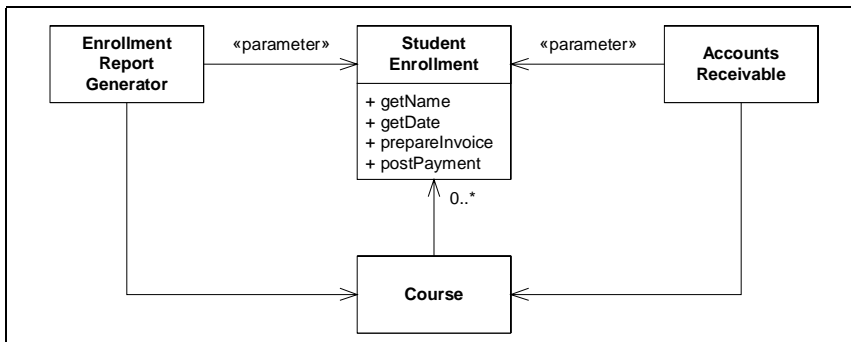 Enrollment
Report
Generator
«parameter»
Student
Enrollment
+ getName
+ getDate
+ prepareInvoice
+ postPayment
«parameter»
Accounts
Receivable
0..*
Course